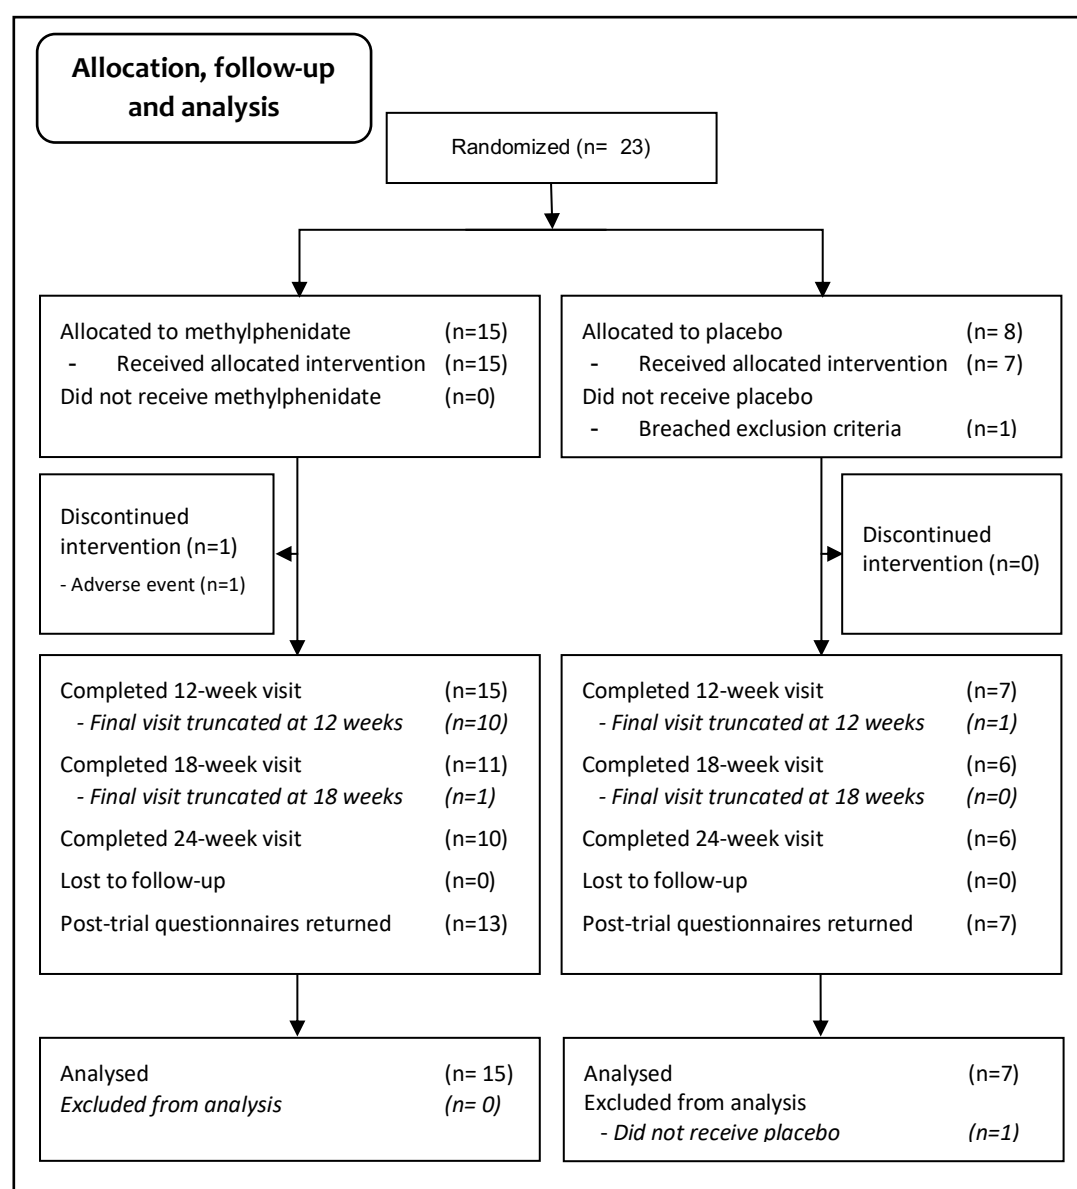 Allocation, follow-up
and analysis
Randomized (n=  23)
Allocated to methylphenidate (n=15)
- Received allocated intervention (n=15)
Did not receive methylphenidate (n=0)
Allocated to placebo (n= 8)
- Received allocated intervention (n= 7)
Did not receive placebo
- Breached exclusion criteria (n=1)
Discontinued
intervention (n=1)
- Adverse event (n=1)
Discontinued
intervention (n=0)
Completed 12-week visit (n=15)
- Final visit truncated at 12 weeks (n=10)
Completed 18-week visit (n=11)
- Final visit truncated at 18 weeks (n=1)
Completed 24-week visit (n=10)
Lost to follow-up (n=0)
Post-trial questionnaires returned (n=13)
Completed 12-week visit (n=7)
- Final visit truncated at 12 weeks (n=1)
Completed 18-week visit (n=6)
- Final visit truncated at 18 weeks (n=0)
Completed 24-week visit (n=6)
Lost to follow-up (n=0)
Post-trial questionnaires returned (n=7)
Analysed (n= 15)
Excluded from analysis (n= 0)
Analysed (n=7)
Excluded from analysis
- Did not receive placebo (n=1)